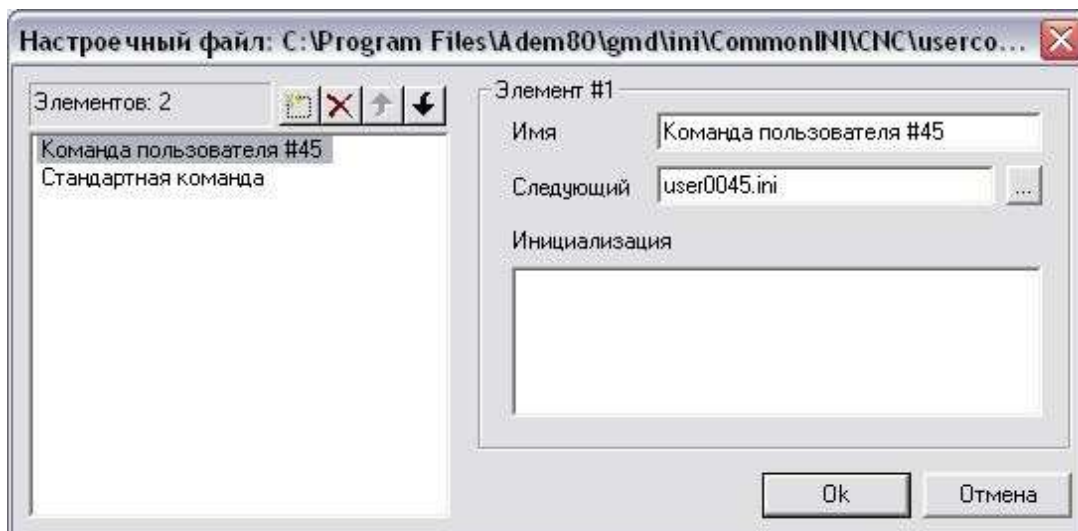 Настроечный файл: C:\Program Files\Adem80\gmd\ini\CommonINI\CNC\userco...
Элементов: 2
Команда пользователя #45
Стандартная команда
Элемент #1
Имя
Команда пользователя #45
Следующий
user0045.ini
...
Инициализация
Ok
Отмена